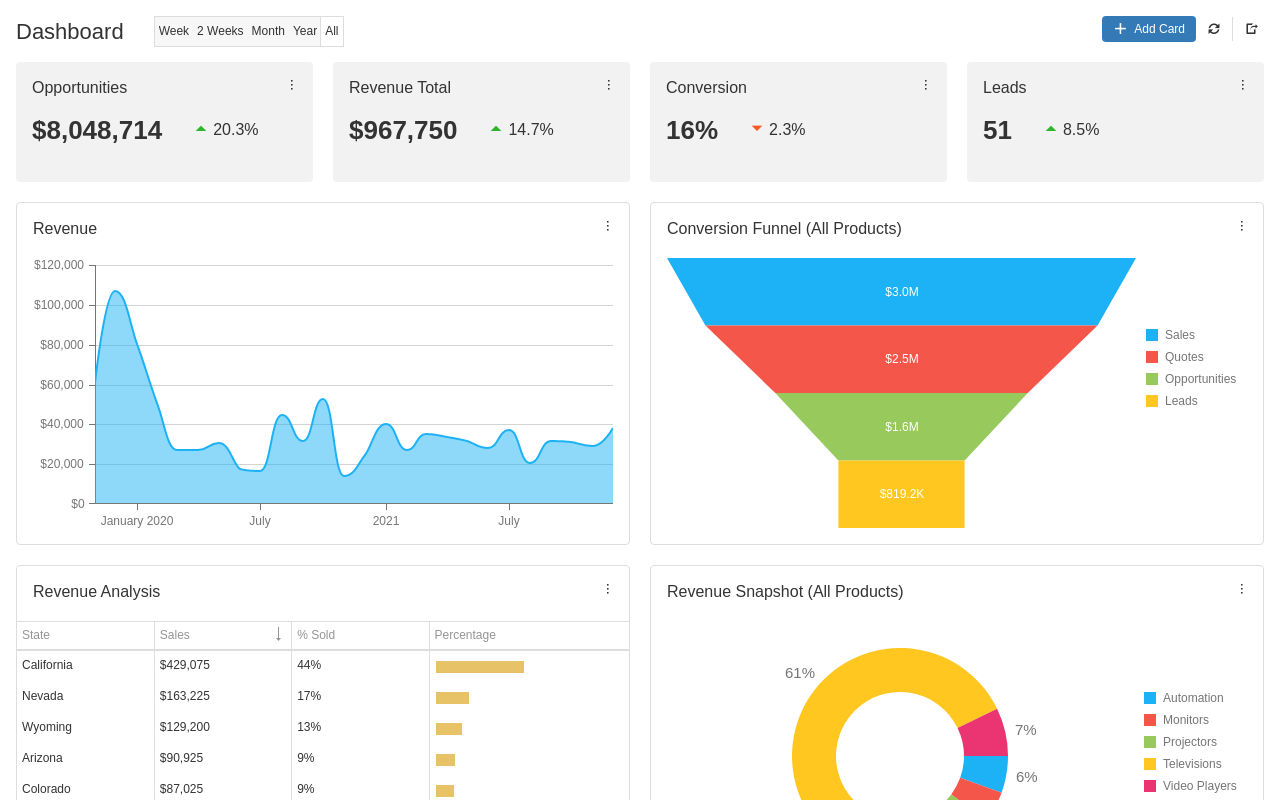 Dashboard
Week 2 Weeks Month Year All
Add Card
Opportunities
$8,048,714 20.3%
Revenue Total
$967,750 14.7%
Conversion
16% 2.3%
Leads
51 8.5%
Revenue
$120,000
$100,000
$80,000
$60,000
$40,000
$20,000
$0
January 2020 July 2021 July
Conversion Funnel (All Products)
$3.0M
$2.5M
$1.6M
$819.2K
Sales
Quotes
Opportunities
Leads
Revenue Analysis
State Sales % Sold Percentage
California $429,075 44%
Nevada $163,225 17%
Wyoming $129,200 13%
Arizona $90,925 9%
Colorado $87,025 9%
Revenue Snapshot (All Products)
61%
7%
6%
Automation
Monitors
Projectors
Televisions
Video Players